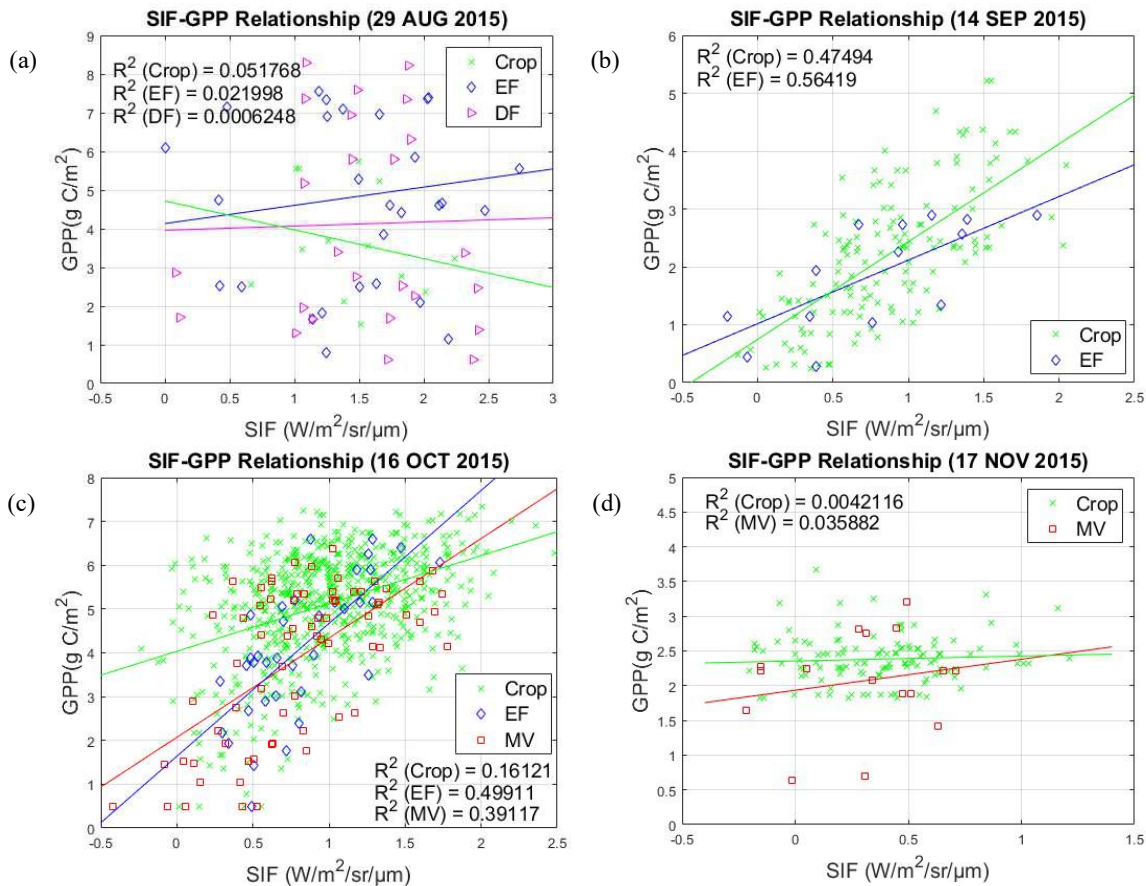 (a)
SIF-GPP Relationship (29 AUG 2015)
R² (Crop) = 0.051768
R² (EF) = 0.021998
R² (DF) = 0.0006248
Crop
EF
DF
9
8
7
6
5
4
3
2
1
0
GPP(g C/m²)
-0.5 0 0.5 1 1.5 2 2.5 3
SIF (W/m²/sr/μm)
(b)
SIF-GPP Relationship (14 SEP 2015)
R² (Crop) = 0.47494
R² (EF) = 0.56419
Crop
EF
6
5
4
3
2
1
0
GPP(g C/m²)
-0.5 0 0.5 1 1.5 2 2.5
SIF (W/m²/sr/μm)
(c)
SIF-GPP Relationship (16 OCT 2015)
Crop
EF
MV
R² (Crop) = 0.16121
R² (EF) = 0.49911
R² (MV) = 0.39117
8
7
6
5
4
3
2
1
0
GPP(g C/m²)
-0.5 0 0.5 1 1.5 2 2.5
SIF (W/m²/sr/μm)
(d)
SIF-GPP Relationship (17 NOV 2015)
R² (Crop) = 0.0042116
R² (MV) = 0.035882
Crop
MV
5
4.5
4
3.5
3
2.5
2
1.5
1
0.5
0
GPP(g C/m²)
-0.5 0 0.5 1 1.5
SIF (W/m²/sr/μm)